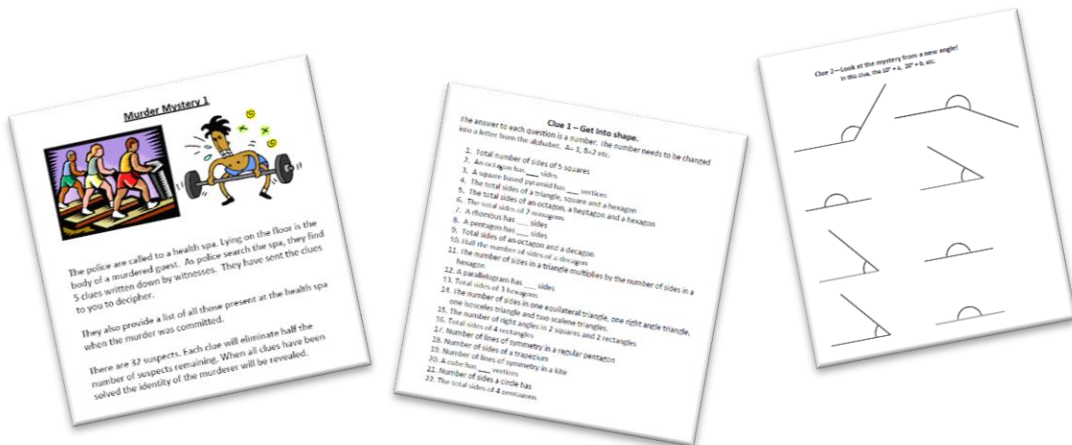 Murder Mystery 1
The police are called to a health spa. Lying on the floor is the
body of a murdered guest. As police search the spa, they find
5 clues written down by witnesses. They have sent the clues
to you to decipher.
They also provide a list of all those present at the health spa
when the murder was committed.
There are 32 suspects. Each clue will eliminate half the
number of suspects remaining. When all clues have been
solved the identity of the murderer will be revealed.
Clue 1 – Get into shape.
The answer to each question is a number. The number needs to be changed
into a letter from the alphabet. A= 1, B=2 etc.
1. Total number of sides of 5 squares
2. An octagon has ___ sides
3. A square based pyramid has ___ vertices
4. The total sides of a triangle, square and a hexagon
5. The total sides of an octagon, a heptagon and a hexagon
6. The total sides of 2 nonagons
7. A rhombus has ___ sides
8. A pentagon has ___ sides
9. Total sides of an octagon and a decagon
10. Half the number of sides of a decagon
11. The number of sides in a triangle multiplies by the number of sides in a
hexagon
12. A parallelogram has ___ sides
13. Total sides of 3 hexagons
14. The number of sides in one equilateral triangle, one right angle triangle,
one isosceles triangle and two scalene triangles.
15. The number of right angles in 2 squares and 2 rectangles
16. Total sides of 4 rectangles
17. Number of lines of symmetry in a regular pentagon
18. Number of sides of a trapezium
19. Number of lines of symmetry in a kite
20. A cube has ___ vertices
21. Number of sides a circle has
22. The total sides of 4 pentagons
Clue 2—Look at the mystery from a new angle!
In this clue, the 10° = a, 20° = b, etc.